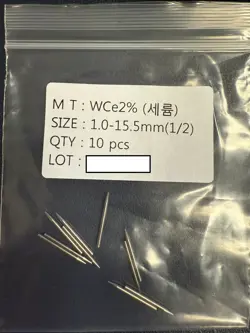 M T : WCe2% (세륨)
SIZE : 1.0-15.5mm(1/2)
QTY : 10 pcs
LOT :